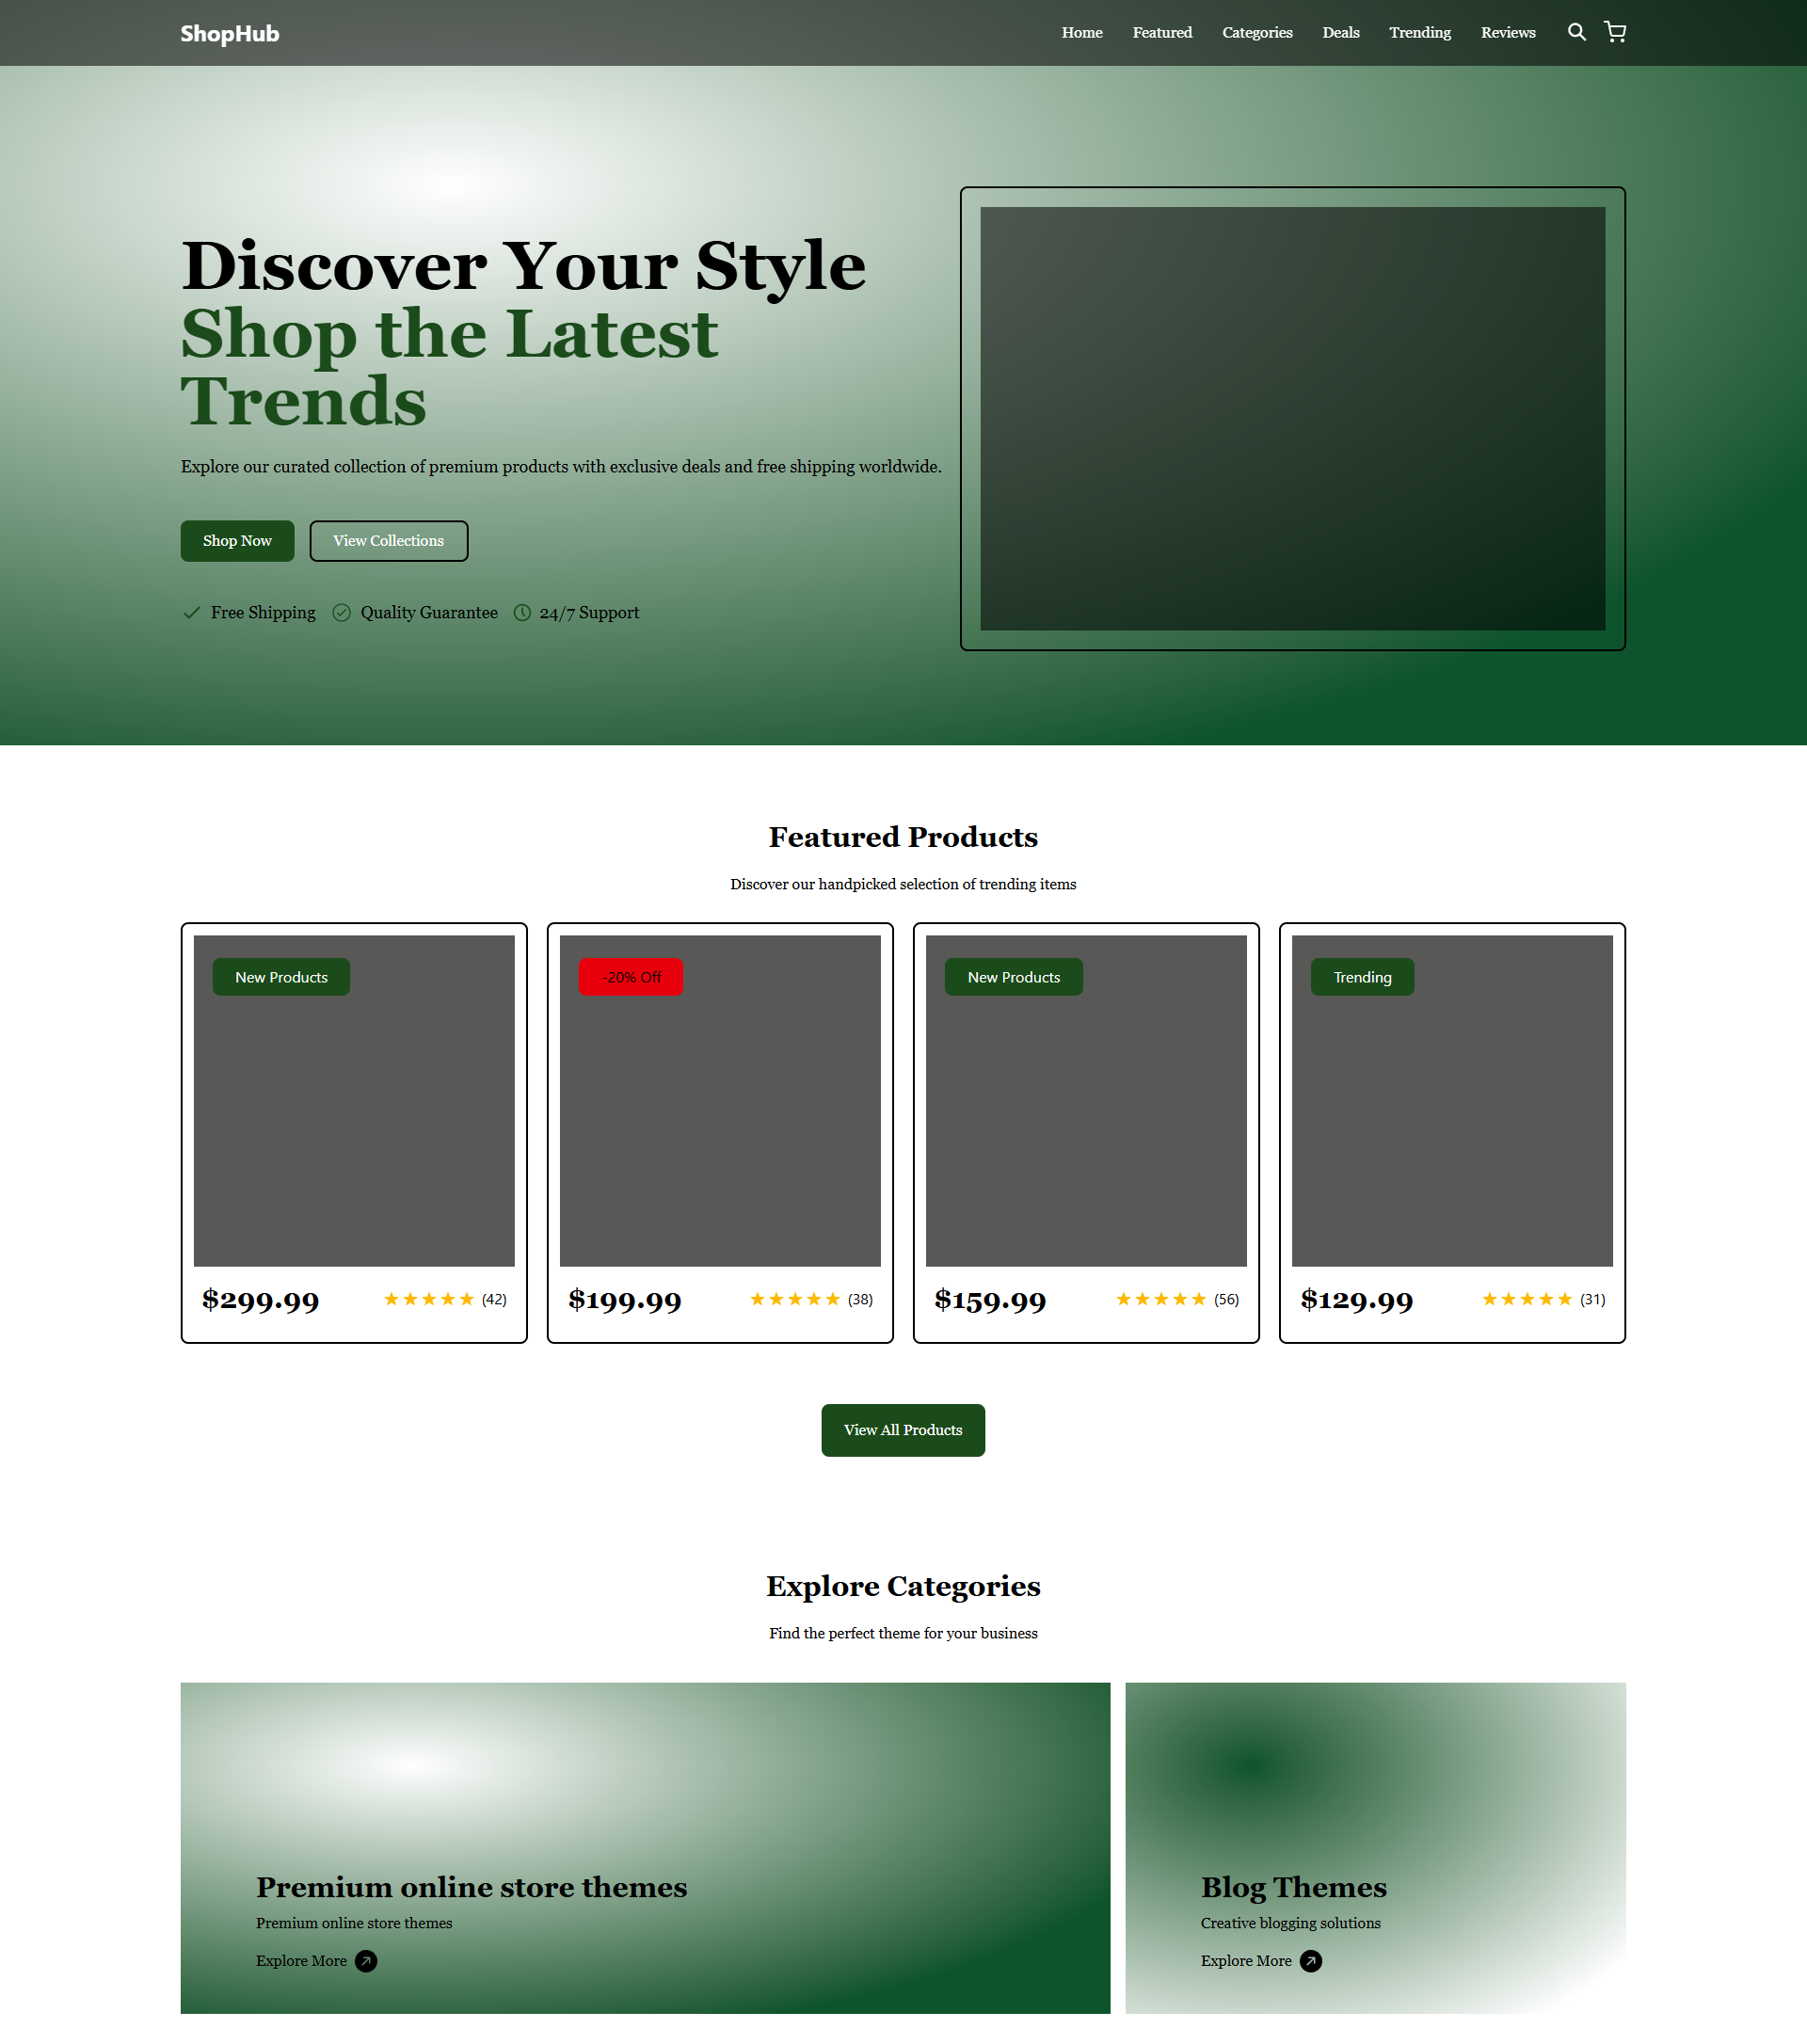 ShopHub
Home Featured Categories Deals Trending Reviews
Discover Your Style
Shop the Latest
Trends
Explore our curated collection of premium products with exclusive deals and free shipping worldwide.
Shop Now View Collections
Free Shipping Quality Guarantee 24/7 Support
Featured Products
Discover our handpicked selection of trending items
New Products
$299.99 ★★★★★ (42)
-20% Off
$199.99 ★★★★★ (38)
New Products
$159.99 ★★★★★ (56)
Trending
$129.99 ★★★★★ (31)
View All Products
Explore Categories
Find the perfect theme for your business
Premium online store themes
Premium online store themes
Explore More
Blog Themes
Creative blogging solutions
Explore More